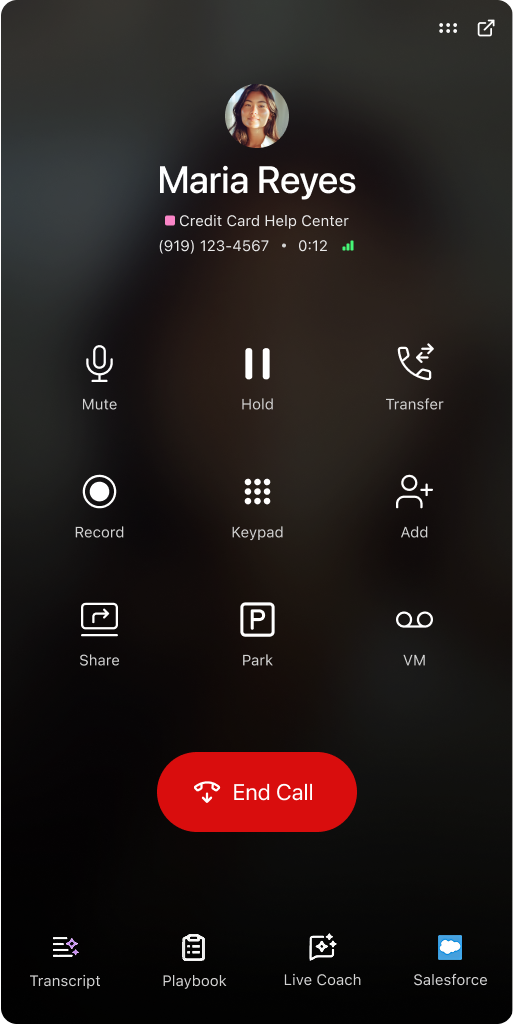 Maria Reyes
Credit Card Help Center
(919) 123-4567 • 0:12
Mute Hold Transfer
Record Keypad Add
Share Park VM
End Call
Transcript Playbook Live Coach Salesforce